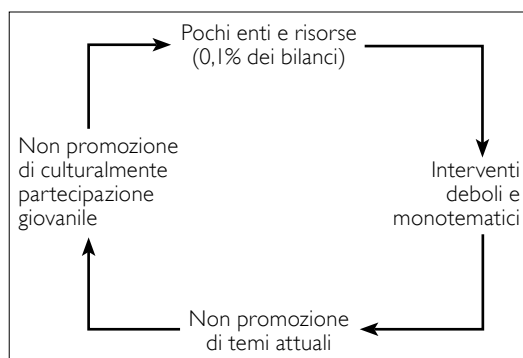 Pochi enti e risorse
(0,1% dei bilanci)
Interventi
deboli e
monotematici
Non promozione
di temi attuali
Non promozione
di culturalmente
partecipazione
giovanile